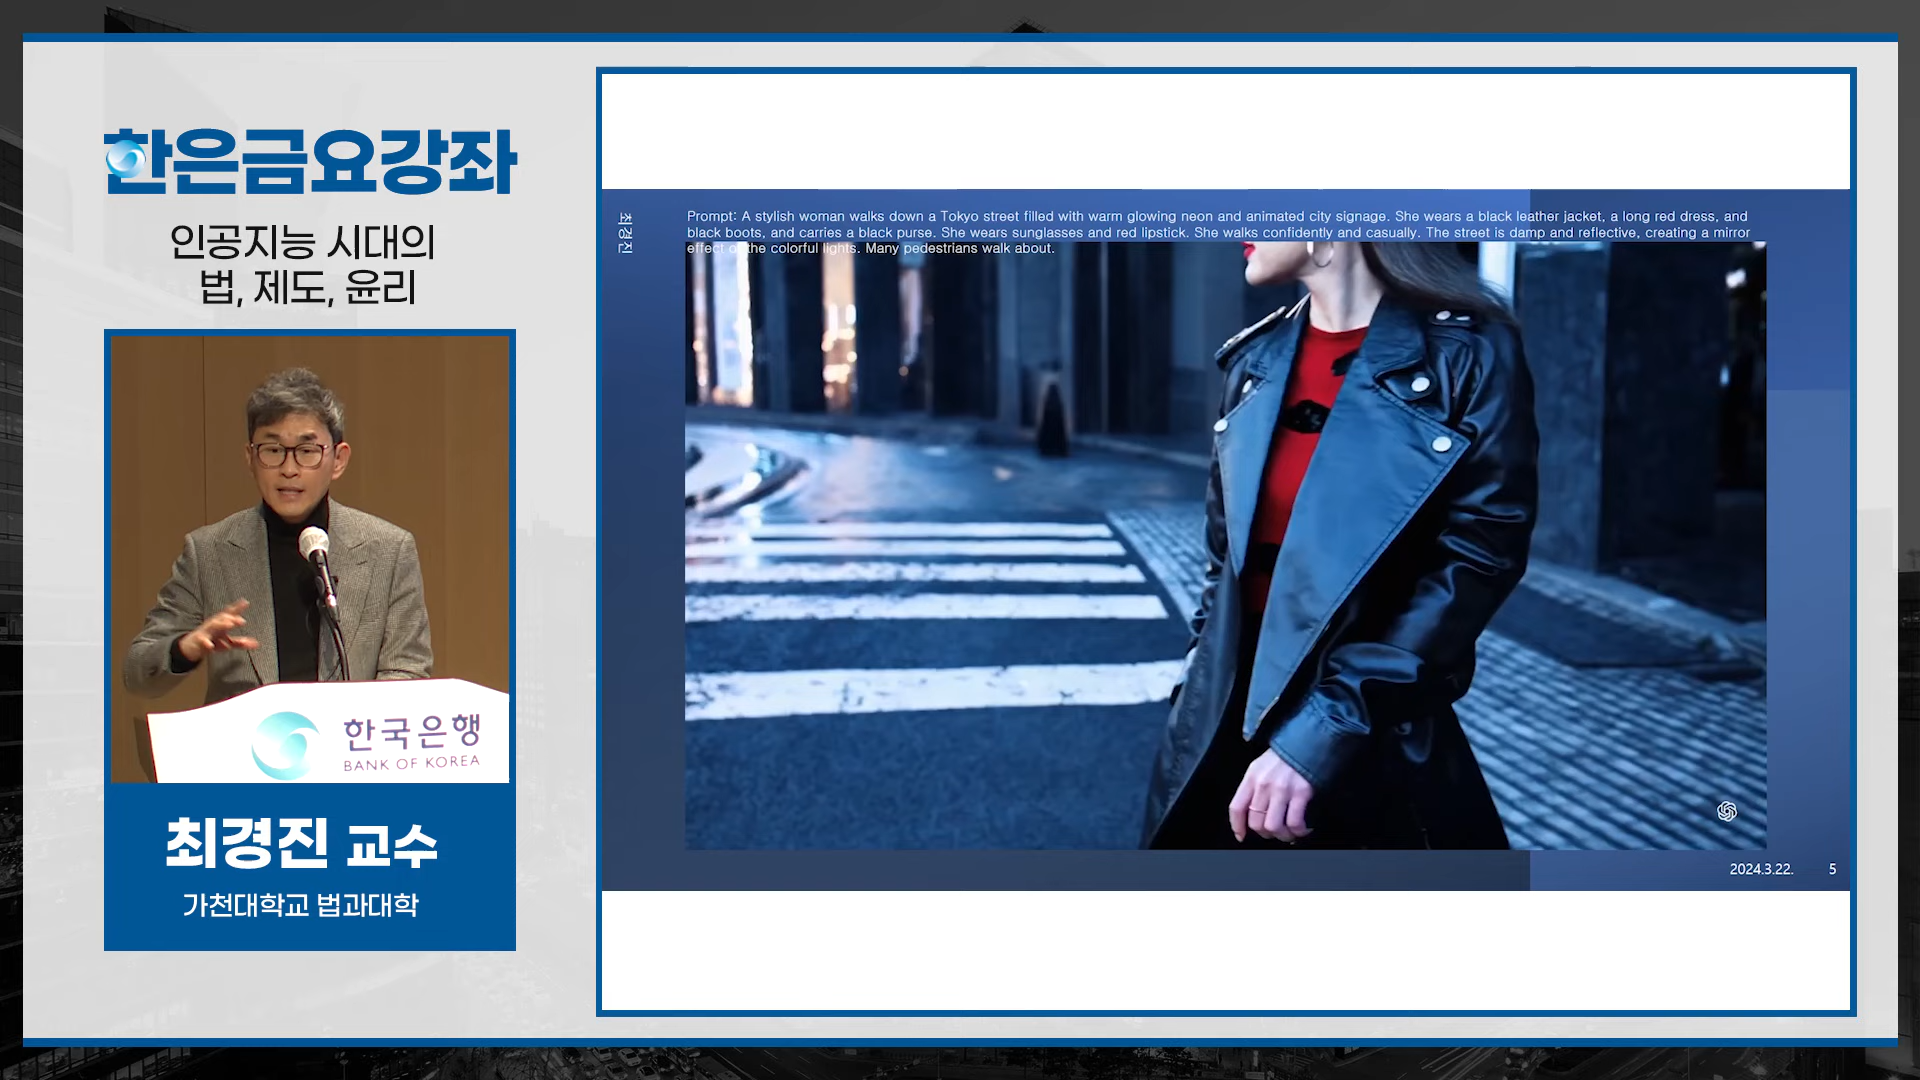 한은금요강좌
인공지능 시대의
법, 제도, 윤리
한국은행
BANK OF KOREA
최경진 교수
가천대학교 법과대학
최경진
Prompt: A stylish woman walks down a Tokyo street filled with warm glowing neon and animated city signage. She wears a black leather jacket, a long red dress, and
black boots, and carries a black purse. She wears sunglasses and red lipstick. She walks confidently and casually. The street is damp and reflective, creating a mirror
effect of the colorful lights. Many pedestrians walk about.
2024.3.22. 5